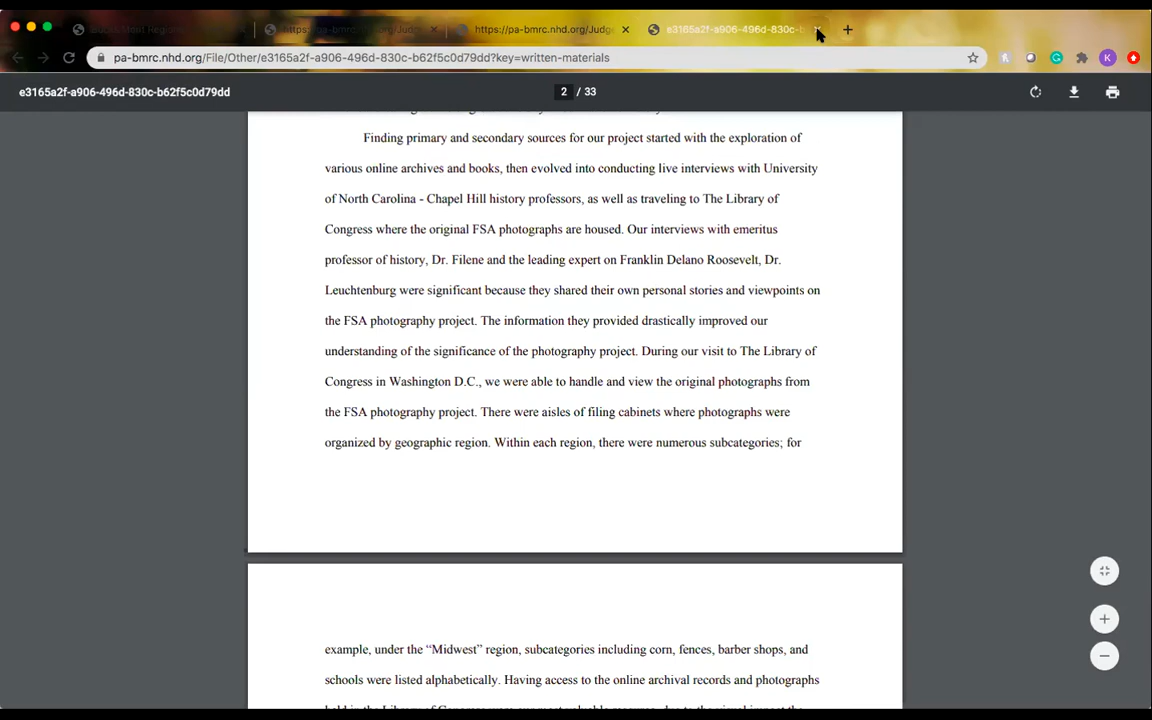 https://pa-bmrc.nhd.org/Judge
https://pa-bmrc.nhd.org/Judge
e3165a2f-a906-496d-830c-b
pa-bmrc.nhd.org/File/Other/e3165a2f-a906-496d-830c-b62f5c0d79dd?key=written-materials
K
e3165a2f-a906-496d-830c-b62f5c0d79dd
2 / 33
Finding primary and secondary sources for our project started with the exploration of
various online archives and books, then evolved into conducting live interviews with University
of North Carolina - Chapel Hill history professors, as well as traveling to The Library of
Congress where the original FSA photographs are housed. Our interviews with emeritus
professor of history, Dr. Filene and the leading expert on Franklin Delano Roosevelt, Dr.
Leuchtenburg were significant because they shared their own personal stories and viewpoints on
the FSA photography project. The information they provided drastically improved our
understanding of the significance of the photography project. During our visit to The Library of
Congress in Washington D.C., we were able to handle and view the original photographs from
the FSA photography project. There were aisles of filing cabinets where photographs were
organized by geographic region. Within each region, there were numerous subcategories; for
example, under the “Midwest” region, subcategories including corn, fences, barber shops, and
schools were listed alphabetically. Having access to the online archival records and photographs